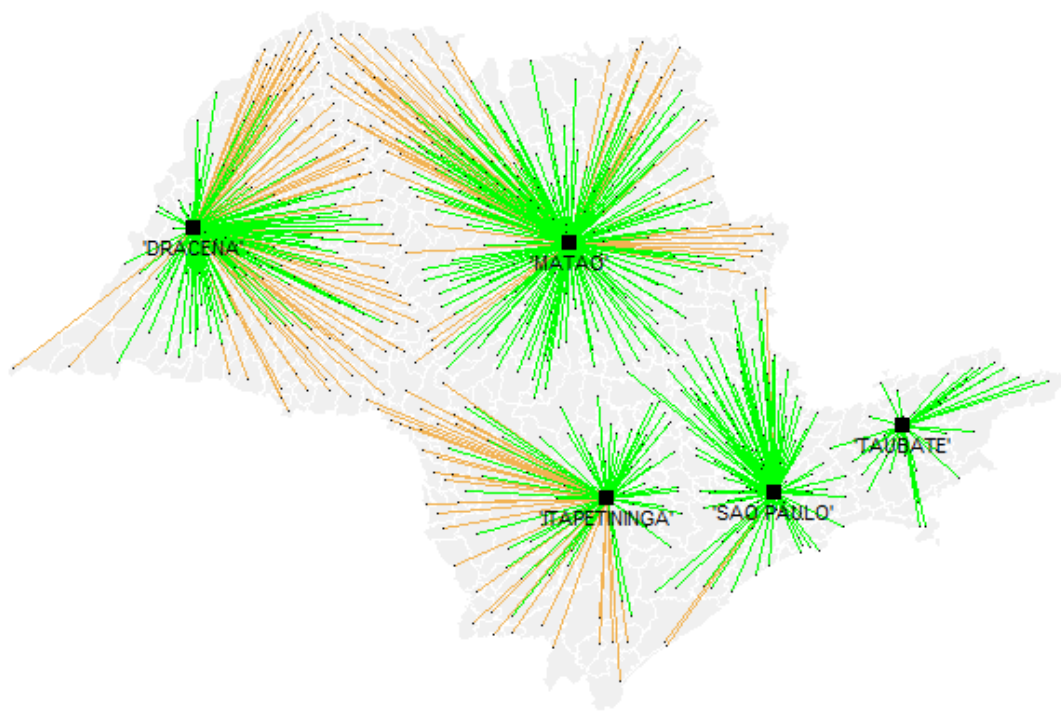 'DRACENA'
'MATAO'
'TAUBATE'
'ITAPETININGA'
'SAO PAULO'